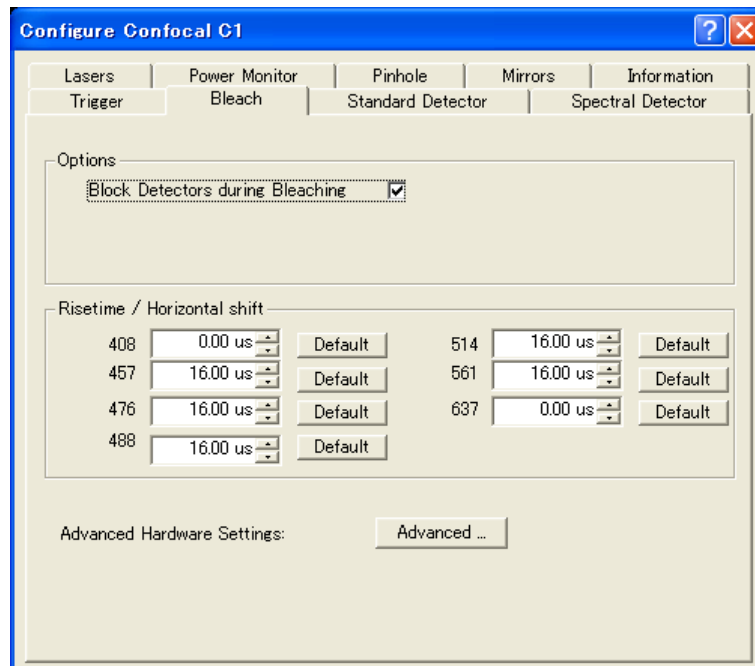 Configure Confocal C1
Lasers Power Monitor Pinhole Mirrors Information
Trigger Bleach Standard Detector Spectral Detector
Options
Block Detectors during Bleaching
Risetime / Horizontal shift
408 0.00 us Default 514 16.00 us Default
457 16.00 us Default 561 16.00 us Default
476 16.00 us Default 637 0.00 us Default
488 16.00 us Default
Advanced Hardware Settings: Advanced ...